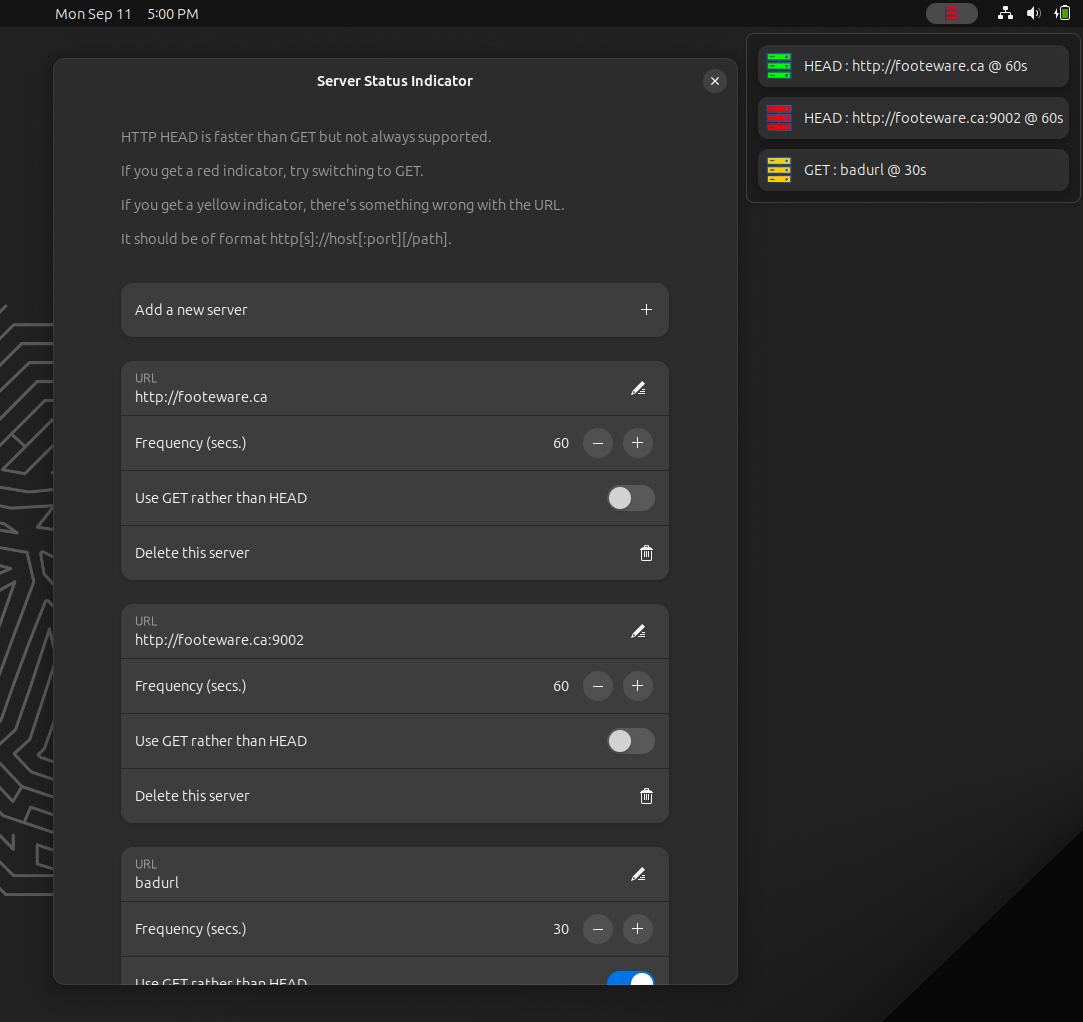 Mon Sep 11 5:00 PM
HEAD : http://footeware.ca @ 60s
HEAD : http://footeware.ca:9002 @ 60s
GET : badurl @ 30s
Server Status Indicator
HTTP HEAD is faster than GET but not always supported.
If you get a red indicator, try switching to GET.
If you get a yellow indicator, there's something wrong with the URL.
It should be of format http[s]://host[:port][/path].
Add a new server
URL
http://footeware.ca
Frequency (secs.) 60
Use GET rather than HEAD
Delete this server
URL
http://footeware.ca:9002
Frequency (secs.) 60
Use GET rather than HEAD
Delete this server
URL
badurl
Frequency (secs.) 30
Use GET rather than HEAD